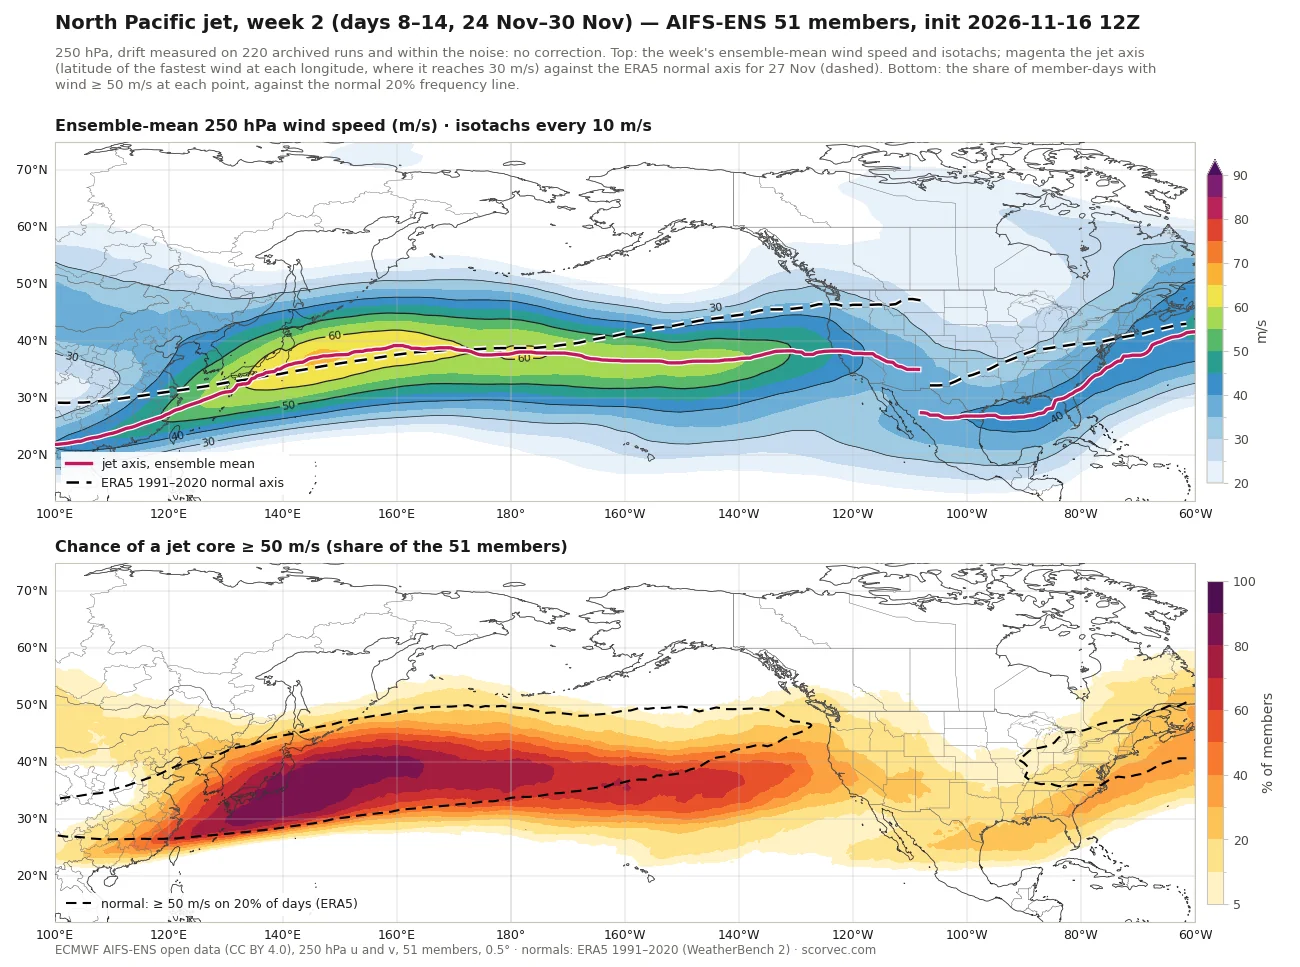 North Pacific jet, week 2 (days 8–14, 24 Nov–30 Nov) — AIFS-ENS 51 members, init 2026-11-16 12Z
250 hPa, drift measured on 220 archived runs and within the noise: no correction. Top: the week's ensemble-mean wind speed and isotachs; magenta the jet axis
(latitude of the fastest wind at each longitude, where it reaches 30 m/s) against the ERA5 normal axis for 27 Nov (dashed). Bottom: the share of member-days with
wind ≥ 50 m/s at each point, against the normal 20% frequency line.
Ensemble-mean 250 hPa wind speed (m/s) · isotachs every 10 m/s
70°N
60°N
50°N
40°N
30°N
20°N
30
60
60
50
40
30
30
40
jet axis, ensemble mean
ERA5 1991–2020 normal axis
100°E 120°E 140°E 160°E 180° 160°W 140°W 120°W 100°W 80°W 60°W
90
80
70
60
50
40
30
20
m/s
Chance of a jet core ≥ 50 m/s (share of the 51 members)
70°N
60°N
50°N
40°N
30°N
20°N
normal: ≥ 50 m/s on 20% of days (ERA5)
100°E 120°E 140°E 160°E 180° 160°W 140°W 120°W 100°W 80°W 60°W
100
80
60
40
20
5
% of members
ECMWF AIFS-ENS open data (CC BY 4.0), 250 hPa u and v, 51 members, 0.5° · normals: ERA5 1991–2020 (WeatherBench 2) · scorvec.com